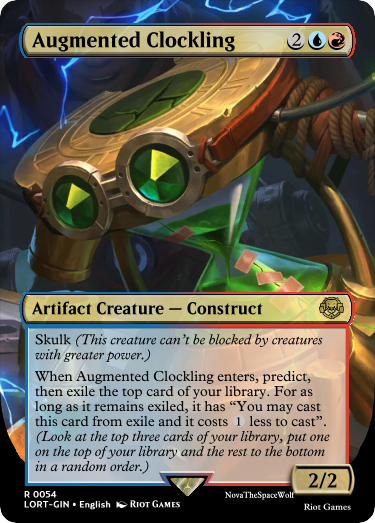 Augmented Clockling 2
Artifact Creature — Construct
Skulk (This creature can't be blocked by creatures
with greater power.)
When Augmented Clockling enters, predict,
then exile the top card of your library. For as
long as it remains exiled, it has “You may cast
this card from exile and it costs 1 less to cast”.
(Look at the top three cards of your library, put one
on the top of your library and the rest to the bottom
in a random order.)
2/2
R 0054
LORT-GIN • English Riot Games
NovaTheSpaceWolf
Riot Games